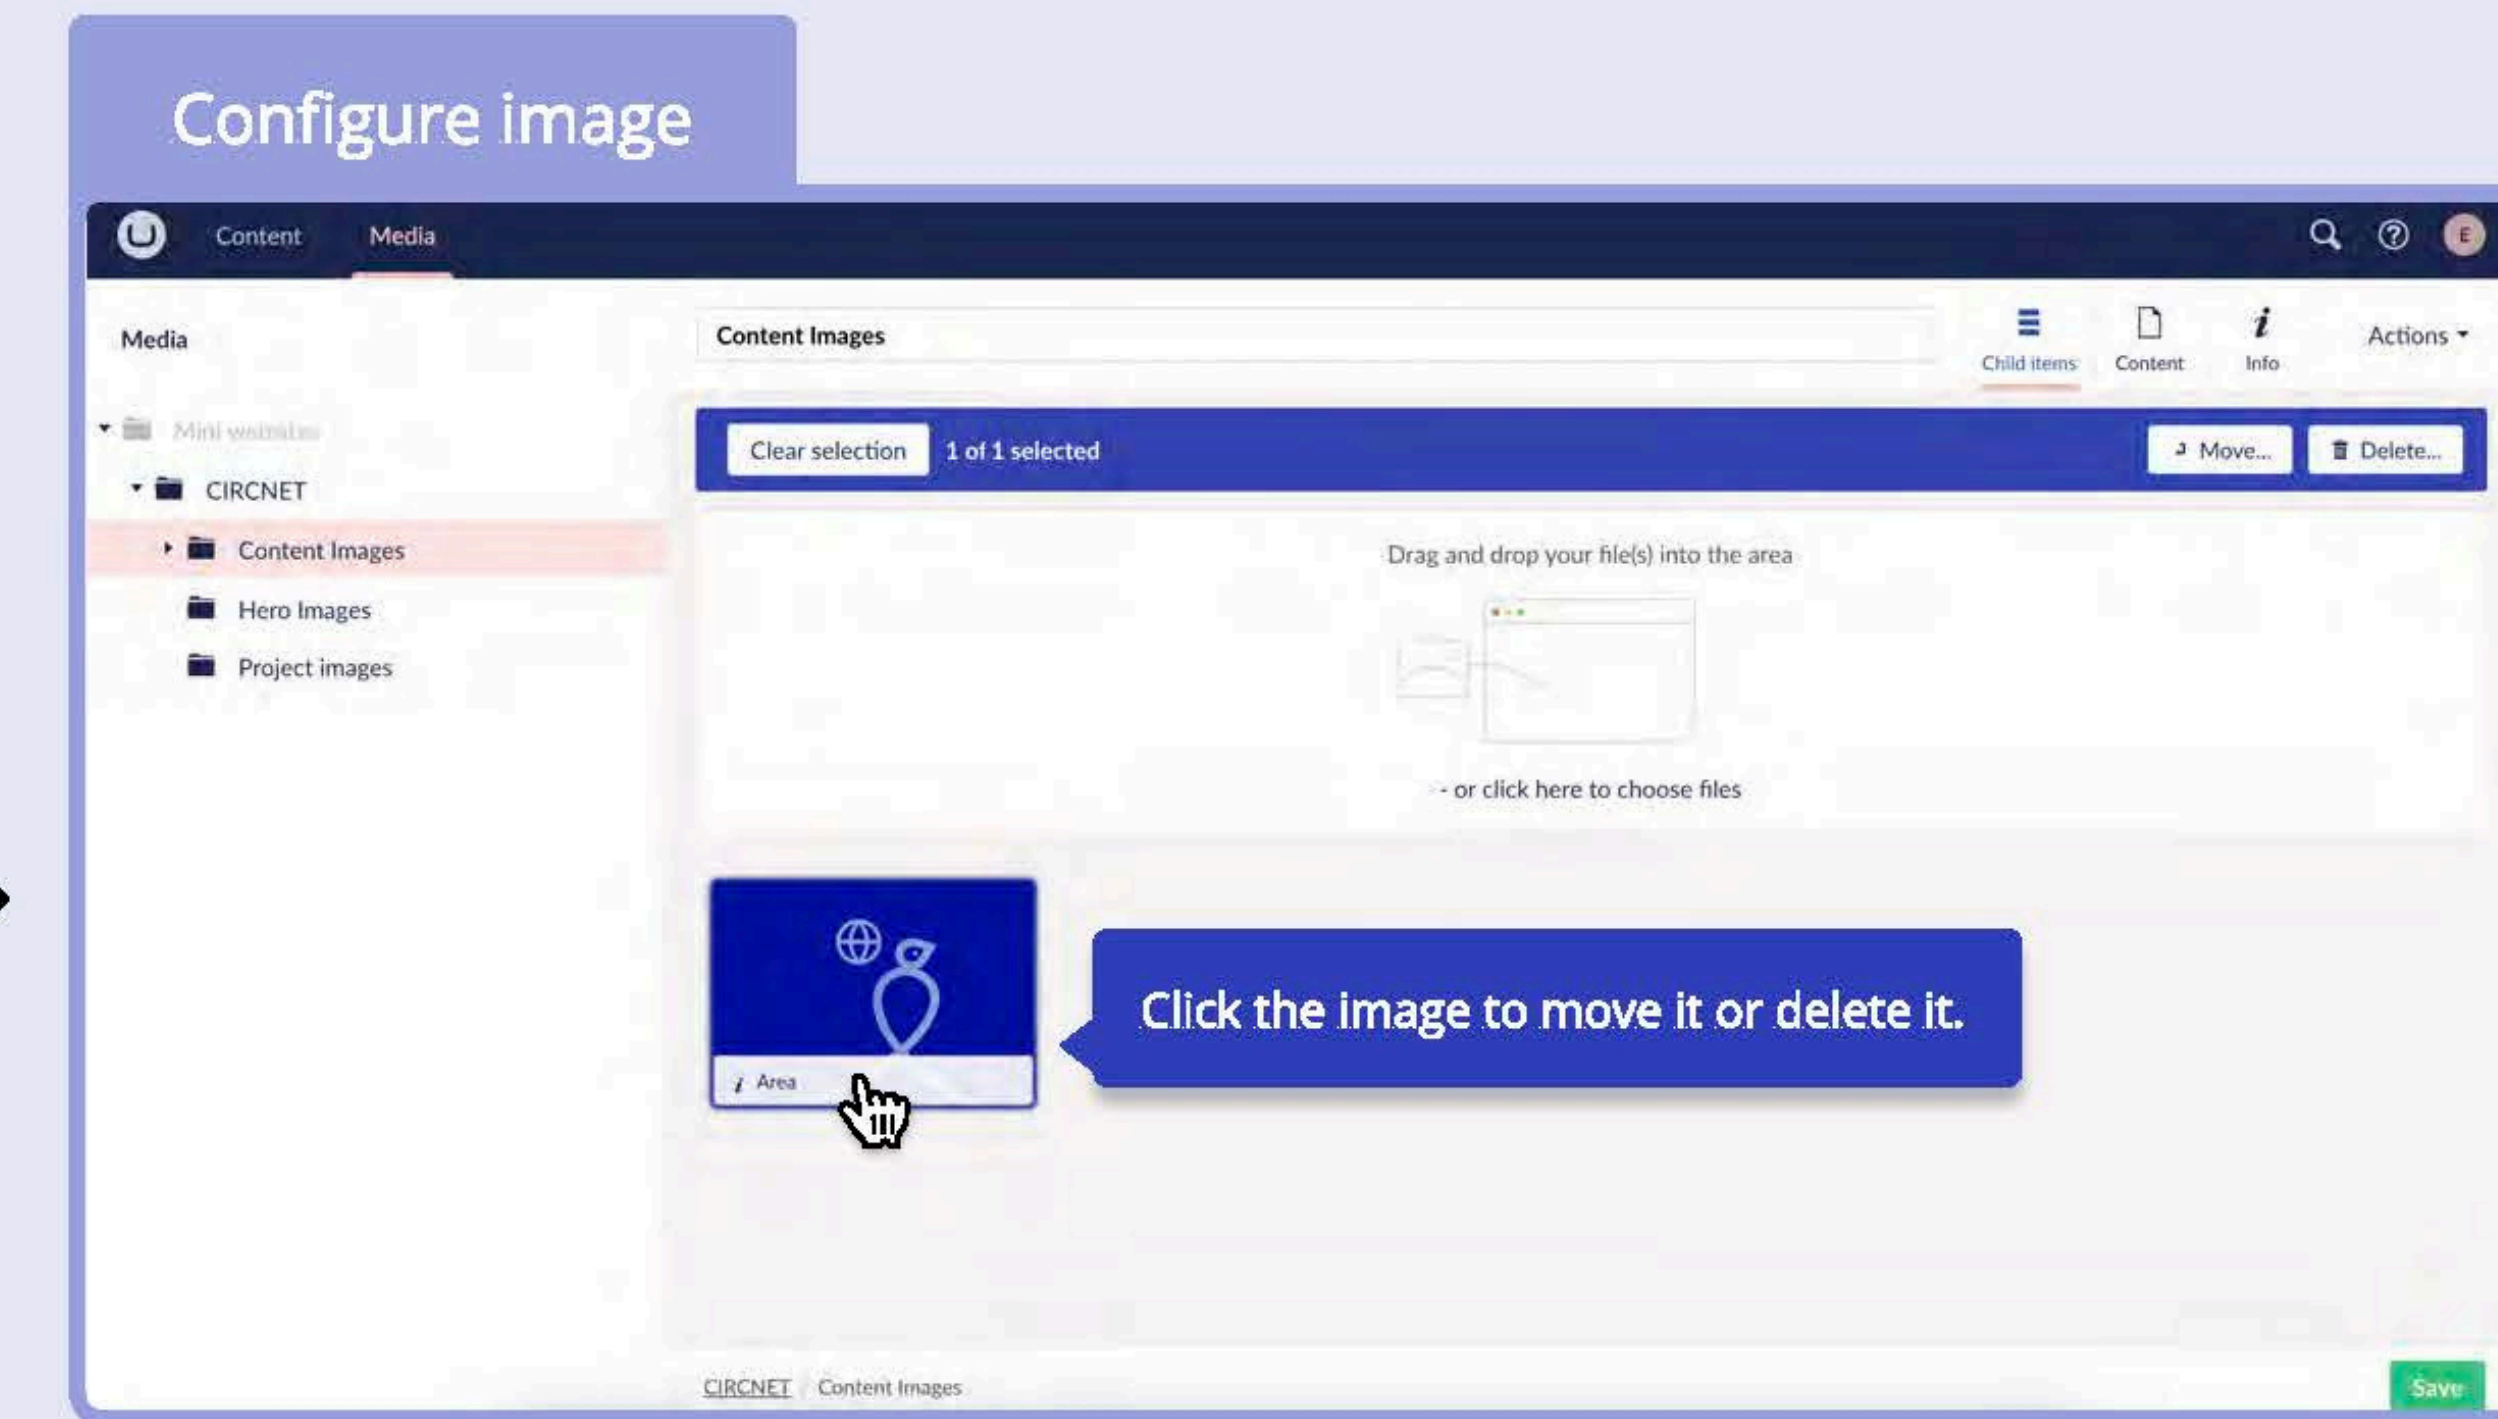 Configure image
Content Media
E
Media
Content Images
Child items Content Info Actions
Mini websites
Clear selection 1 of 1 selected Move... Delete...
CIRCNET
Content Images
Hero Images
Project images
Drag and drop your file(s) into the area
- or click here to choose files
Click the image to move it or delete it.
i Area
CIRCNET Content Images
Save